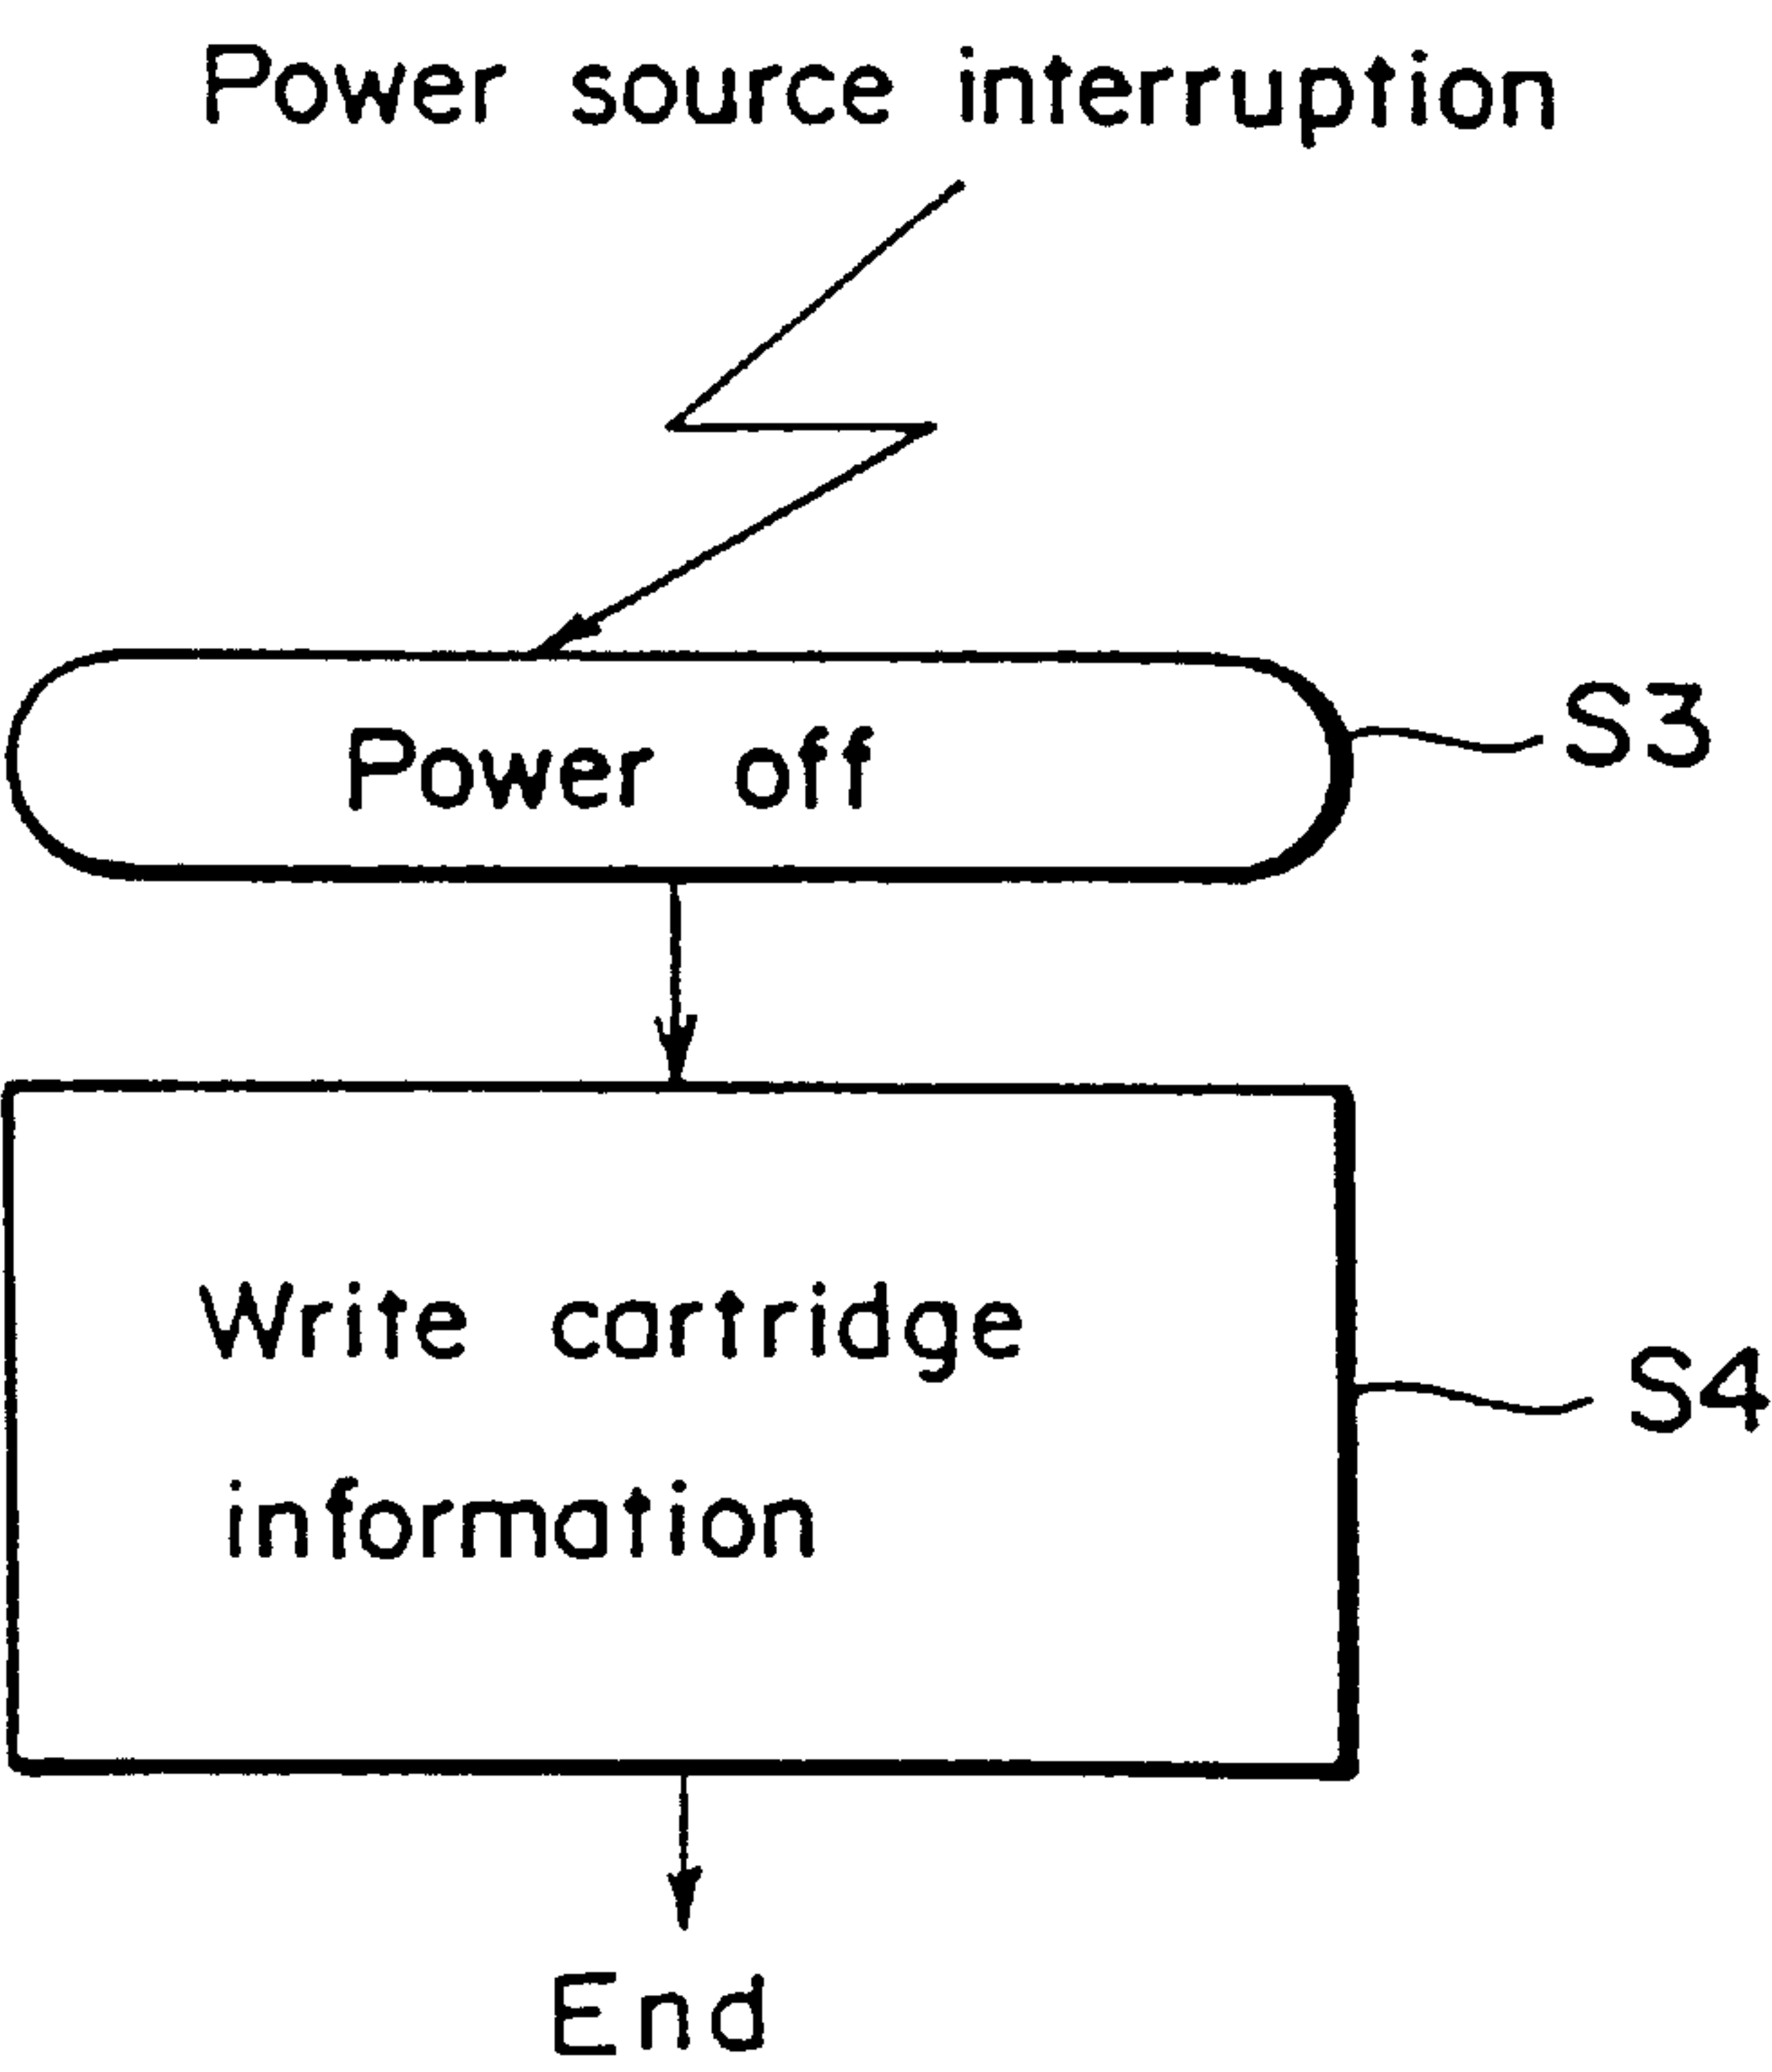 Power source interruption
Power off
S3
Write cartridge
information
S4
End